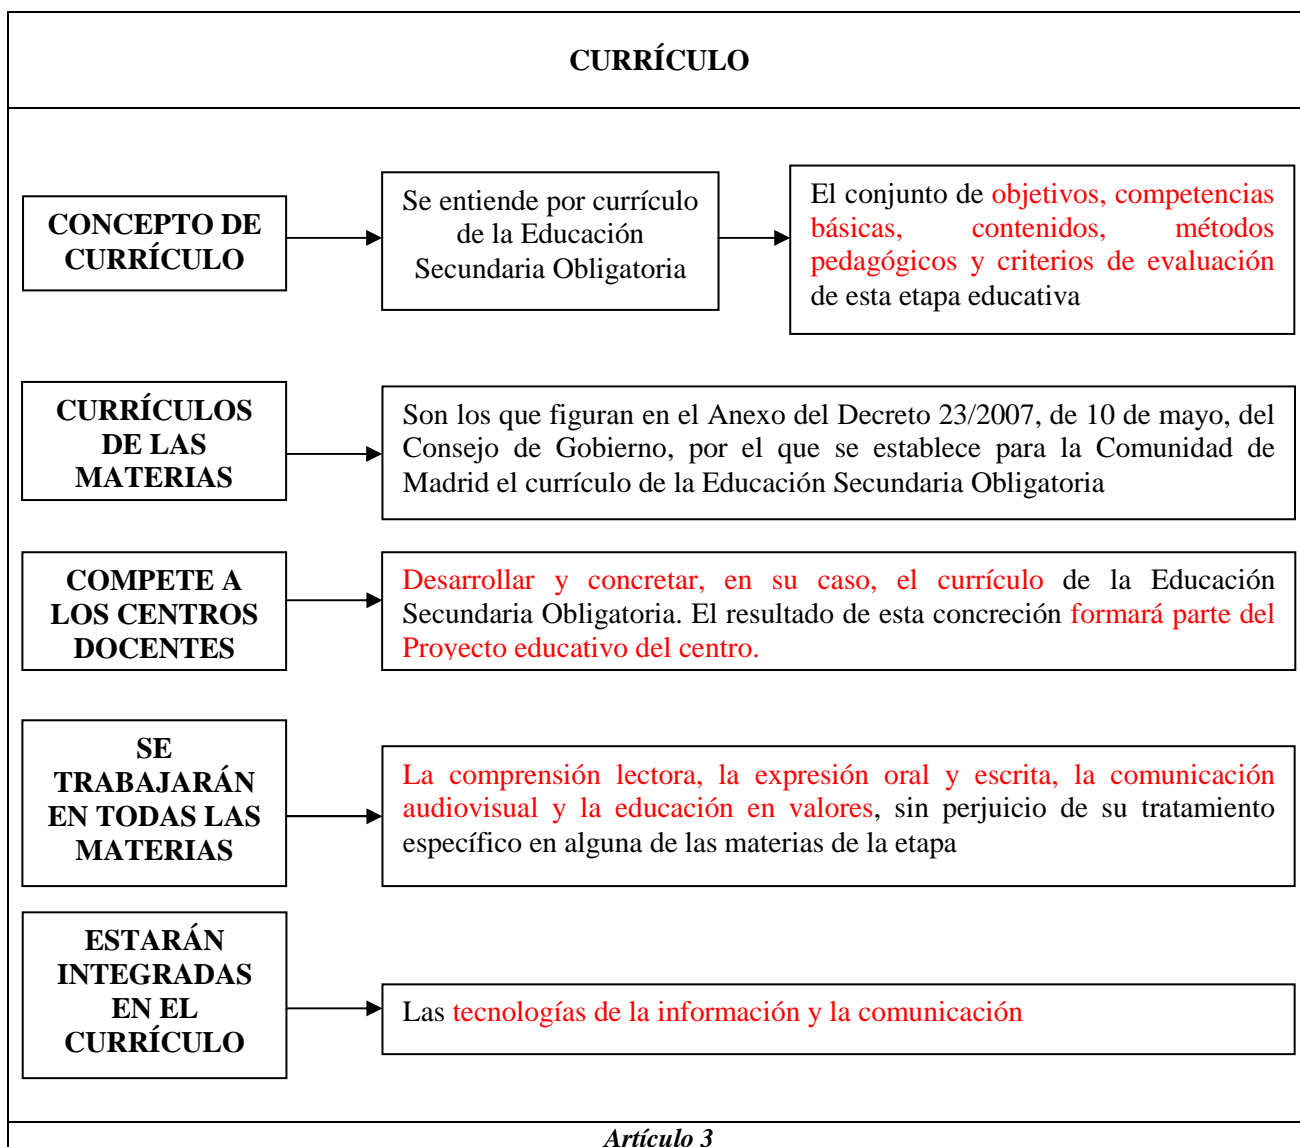 CURRÍCULO
CONCEPTO DE
CURRÍCULO
Se entiende por currículo
de la Educación
Secundaria Obligatoria
El conjunto de objetivos, competencias
básicas, contenidos, métodos
pedagógicos y criterios de evaluación
de esta etapa educativa
CURRÍCULOS
DE LAS
MATERIAS
Son los que figuran en el Anexo del Decreto 23/2007, de 10 de mayo, del
Consejo de Gobierno, por el que se establece para la Comunidad de
Madrid el currículo de la Educación Secundaria Obligatoria
COMPETE A
LOS CENTROS
DOCENTES
Desarrollar y concretar, en su caso, el currículo de la Educación
Secundaria Obligatoria. El resultado de esta concreción formará parte del
Proyecto educativo del centro.
SE
TRABAJARÁN
EN TODAS LAS
MATERIAS
La comprensión lectora, la expresión oral y escrita, la comunicación
audiovisual y la educación en valores, sin perjuicio de su tratamiento
específico en alguna de las materias de la etapa
ESTARÁN
INTEGRADAS
EN EL
CURRÍCULO
Las tecnologías de la información y la comunicación
Artículo 3